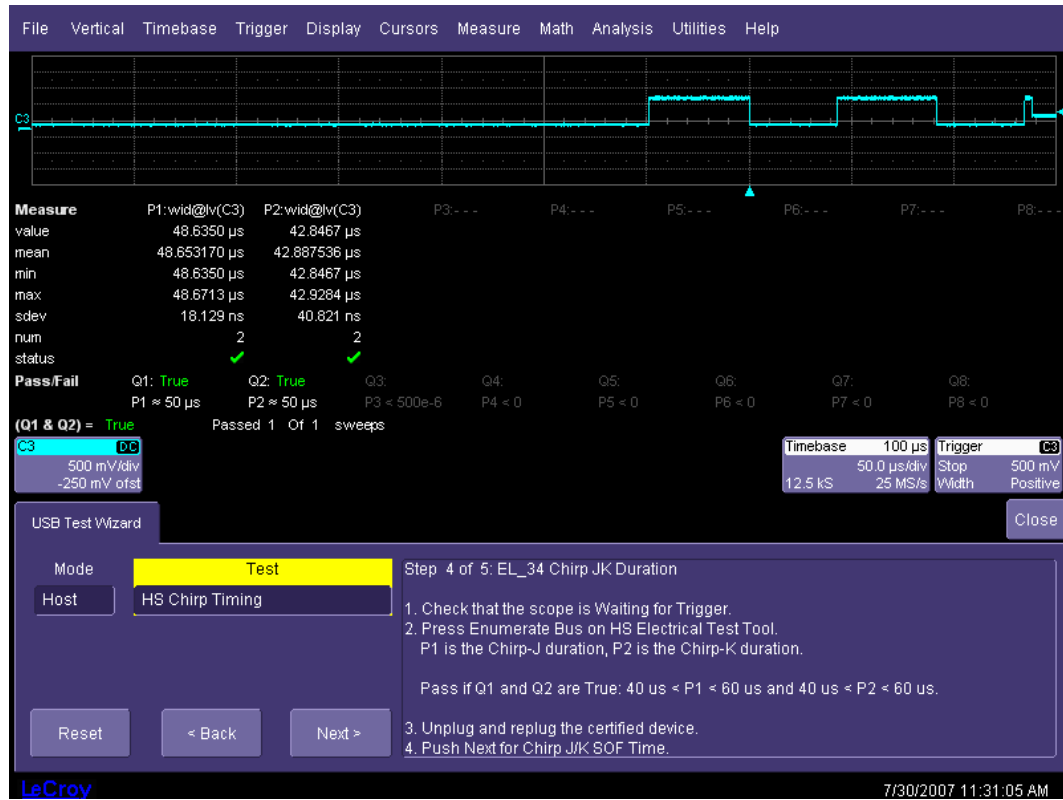 File Vertical Timebase Trigger Display Cursors Measure Math Analysis Utilities Help
C3
Measure P1:wid@lv(C3) P2:wid@lv(C3) P3:- - - P4:- - - P5:- - - P6:- - - P7:- - - P8:- - -
value 48.6350 µs 42.8467 µs
mean 48.653170 µs 42.887536 µs
min 48.6350 µs 42.8467 µs
max 48.6713 µs 42.9284 µs
sdev 18.129 ns 40.821 ns
num 2 2
status ✔ ✔
Pass/Fail Q1: True Q2: True Q3: Q4: Q5: Q6: Q7: Q8:
P1 ≈ 50 µs P2 ≈ 50 µs P3 < 500e-6 P4 < 0 P5 < 0 P6 < 0 P7 < 0 P8 < 0
(Q1 & Q2) = True Passed 1 Of 1 sweeps
C3 DC
500 mV/div
-250 mV ofst
Timebase 100 µs
50.0 µs/div
12.5 kS 25 MS/s
Trigger C3
Stop 500 mV
Width Positive
USB Test Wizard
Close
Mode Test
Host HS Chirp Timing
Step 4 of 5: EL_34 Chirp JK Duration
1. Check that the scope is Waiting for Trigger.
2. Press Enumerate Bus on HS Electrical Test Tool.
P1 is the Chirp-J duration, P2 is the Chirp-K duration.
Pass if Q1 and Q2 are True: 40 us < P1 < 60 us and 40 us < P2 < 60 us.
3. Unplug and replug the certified device.
4. Push Next for Chirp J/K SOF Time.
Reset < Back Next >
LeCroy 7/30/2007 11:31:05 AM